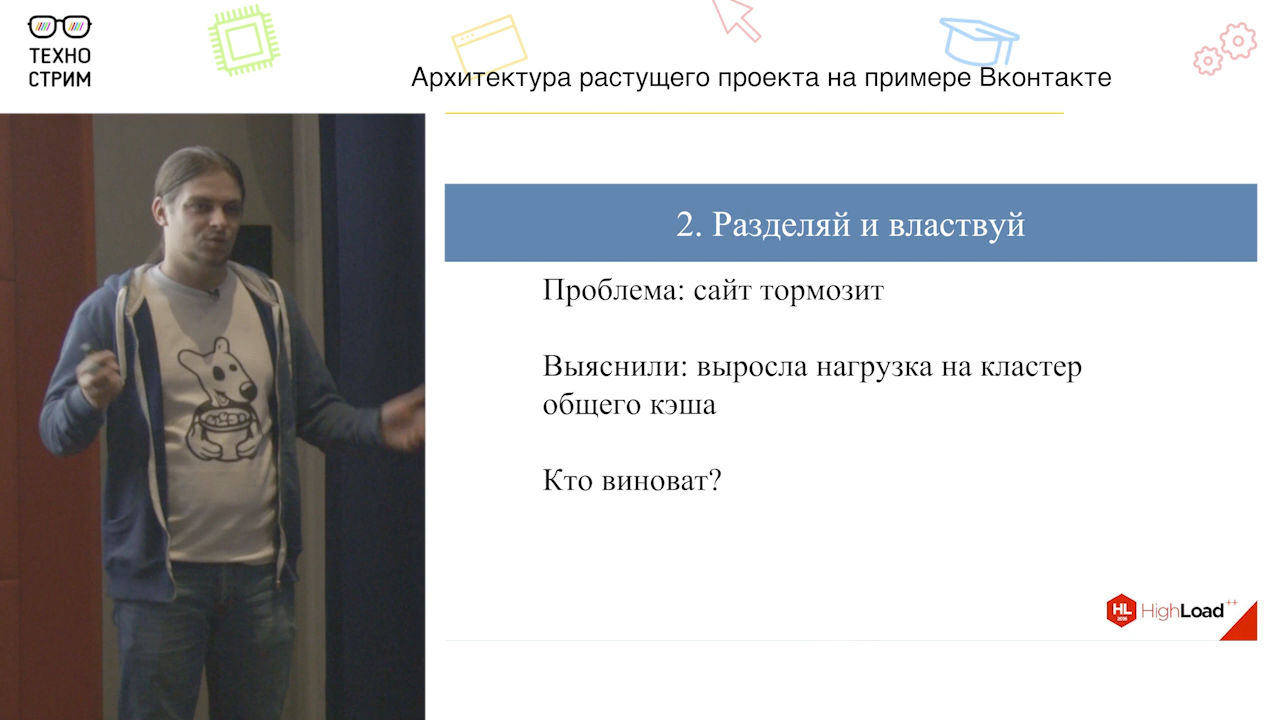 ТЕХНО
СТРИМ
Архитектура растущего проекта на примере Вконтакте
2. Разделяй и властвуй
Проблема: сайт тормозит
Выяснили: выросла нагрузка на кластер
общего кэша
Кто виноват?
HL
2016
HighLoad++